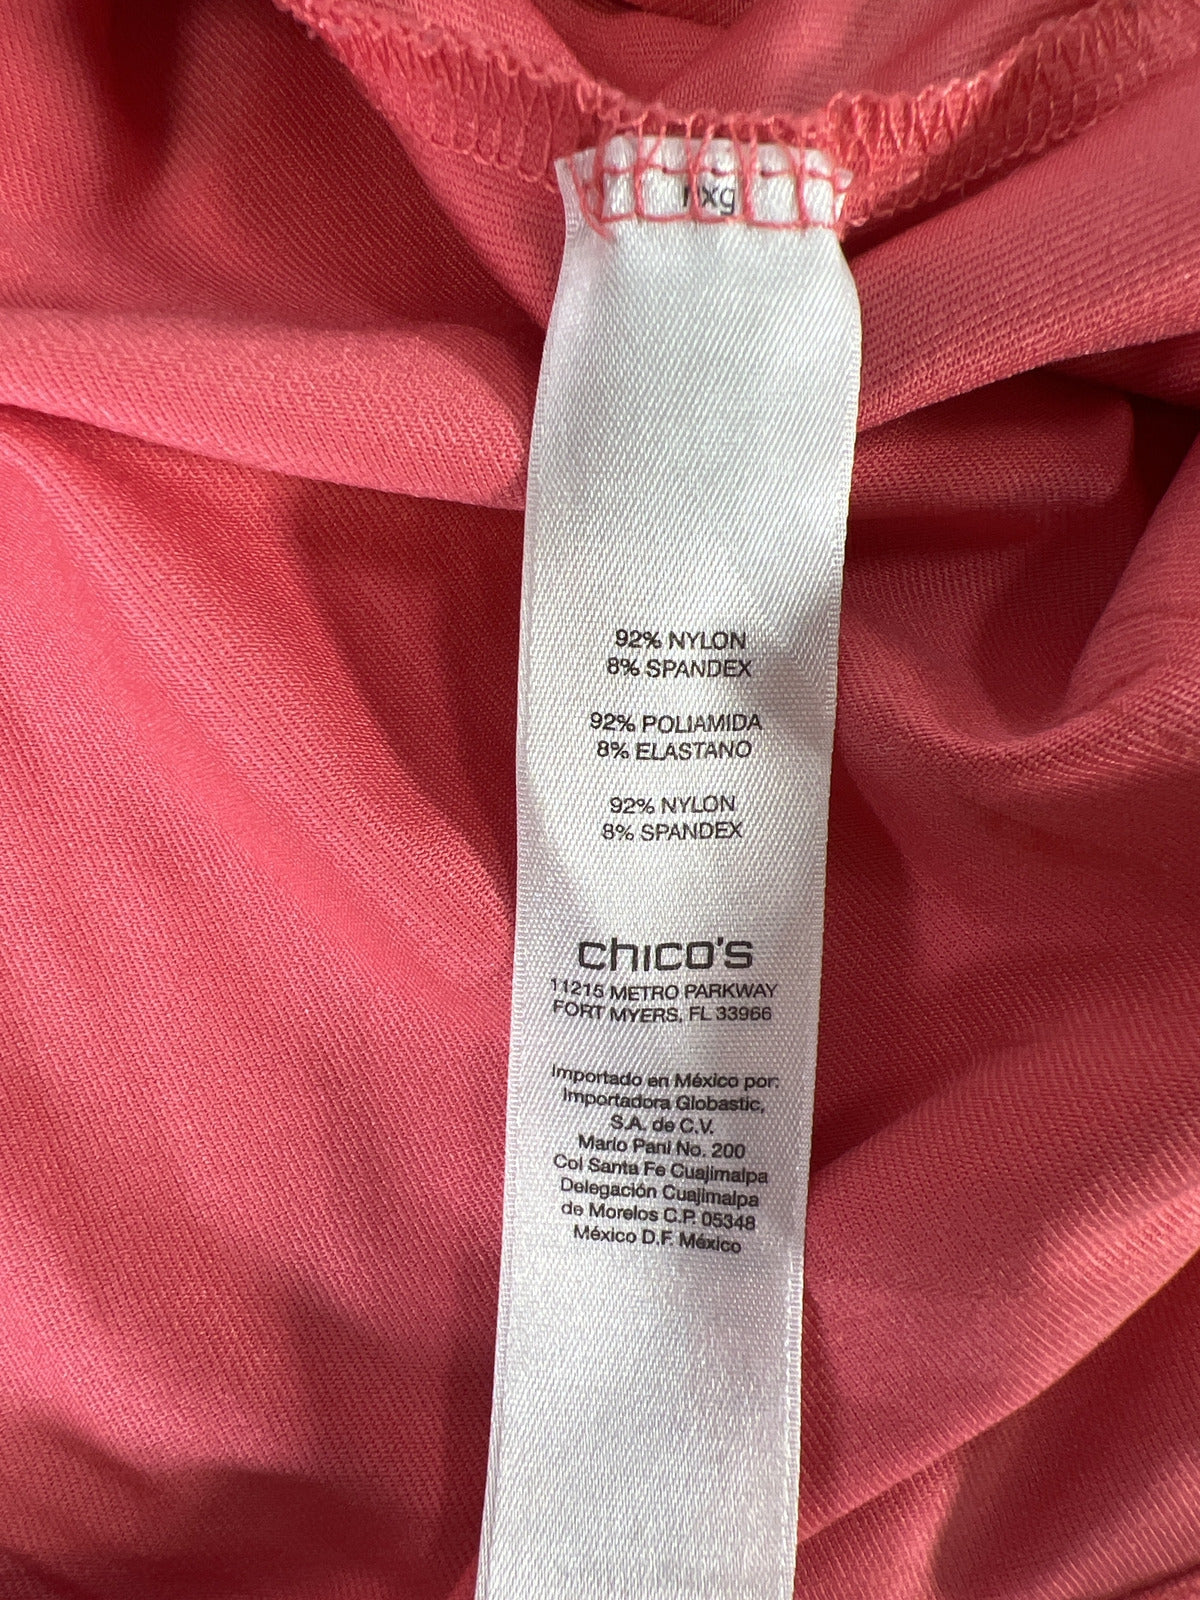 92% NYLON
8% SPANDEX
92% POLIAMIDA
8% ELASTANO
92% NYLON
8% SPANDEX
chico's
11215 METRO PARKWAY
FORT MYERS, FL 33966
Importado en México por:
Importadora Globastic,
S.A. de C.V.
Mario Pani No. 200
Col Santa Fe Cuajimalpa
Delegación Cuajimalpa
de Morelos C.P. 05348
México D.F. México